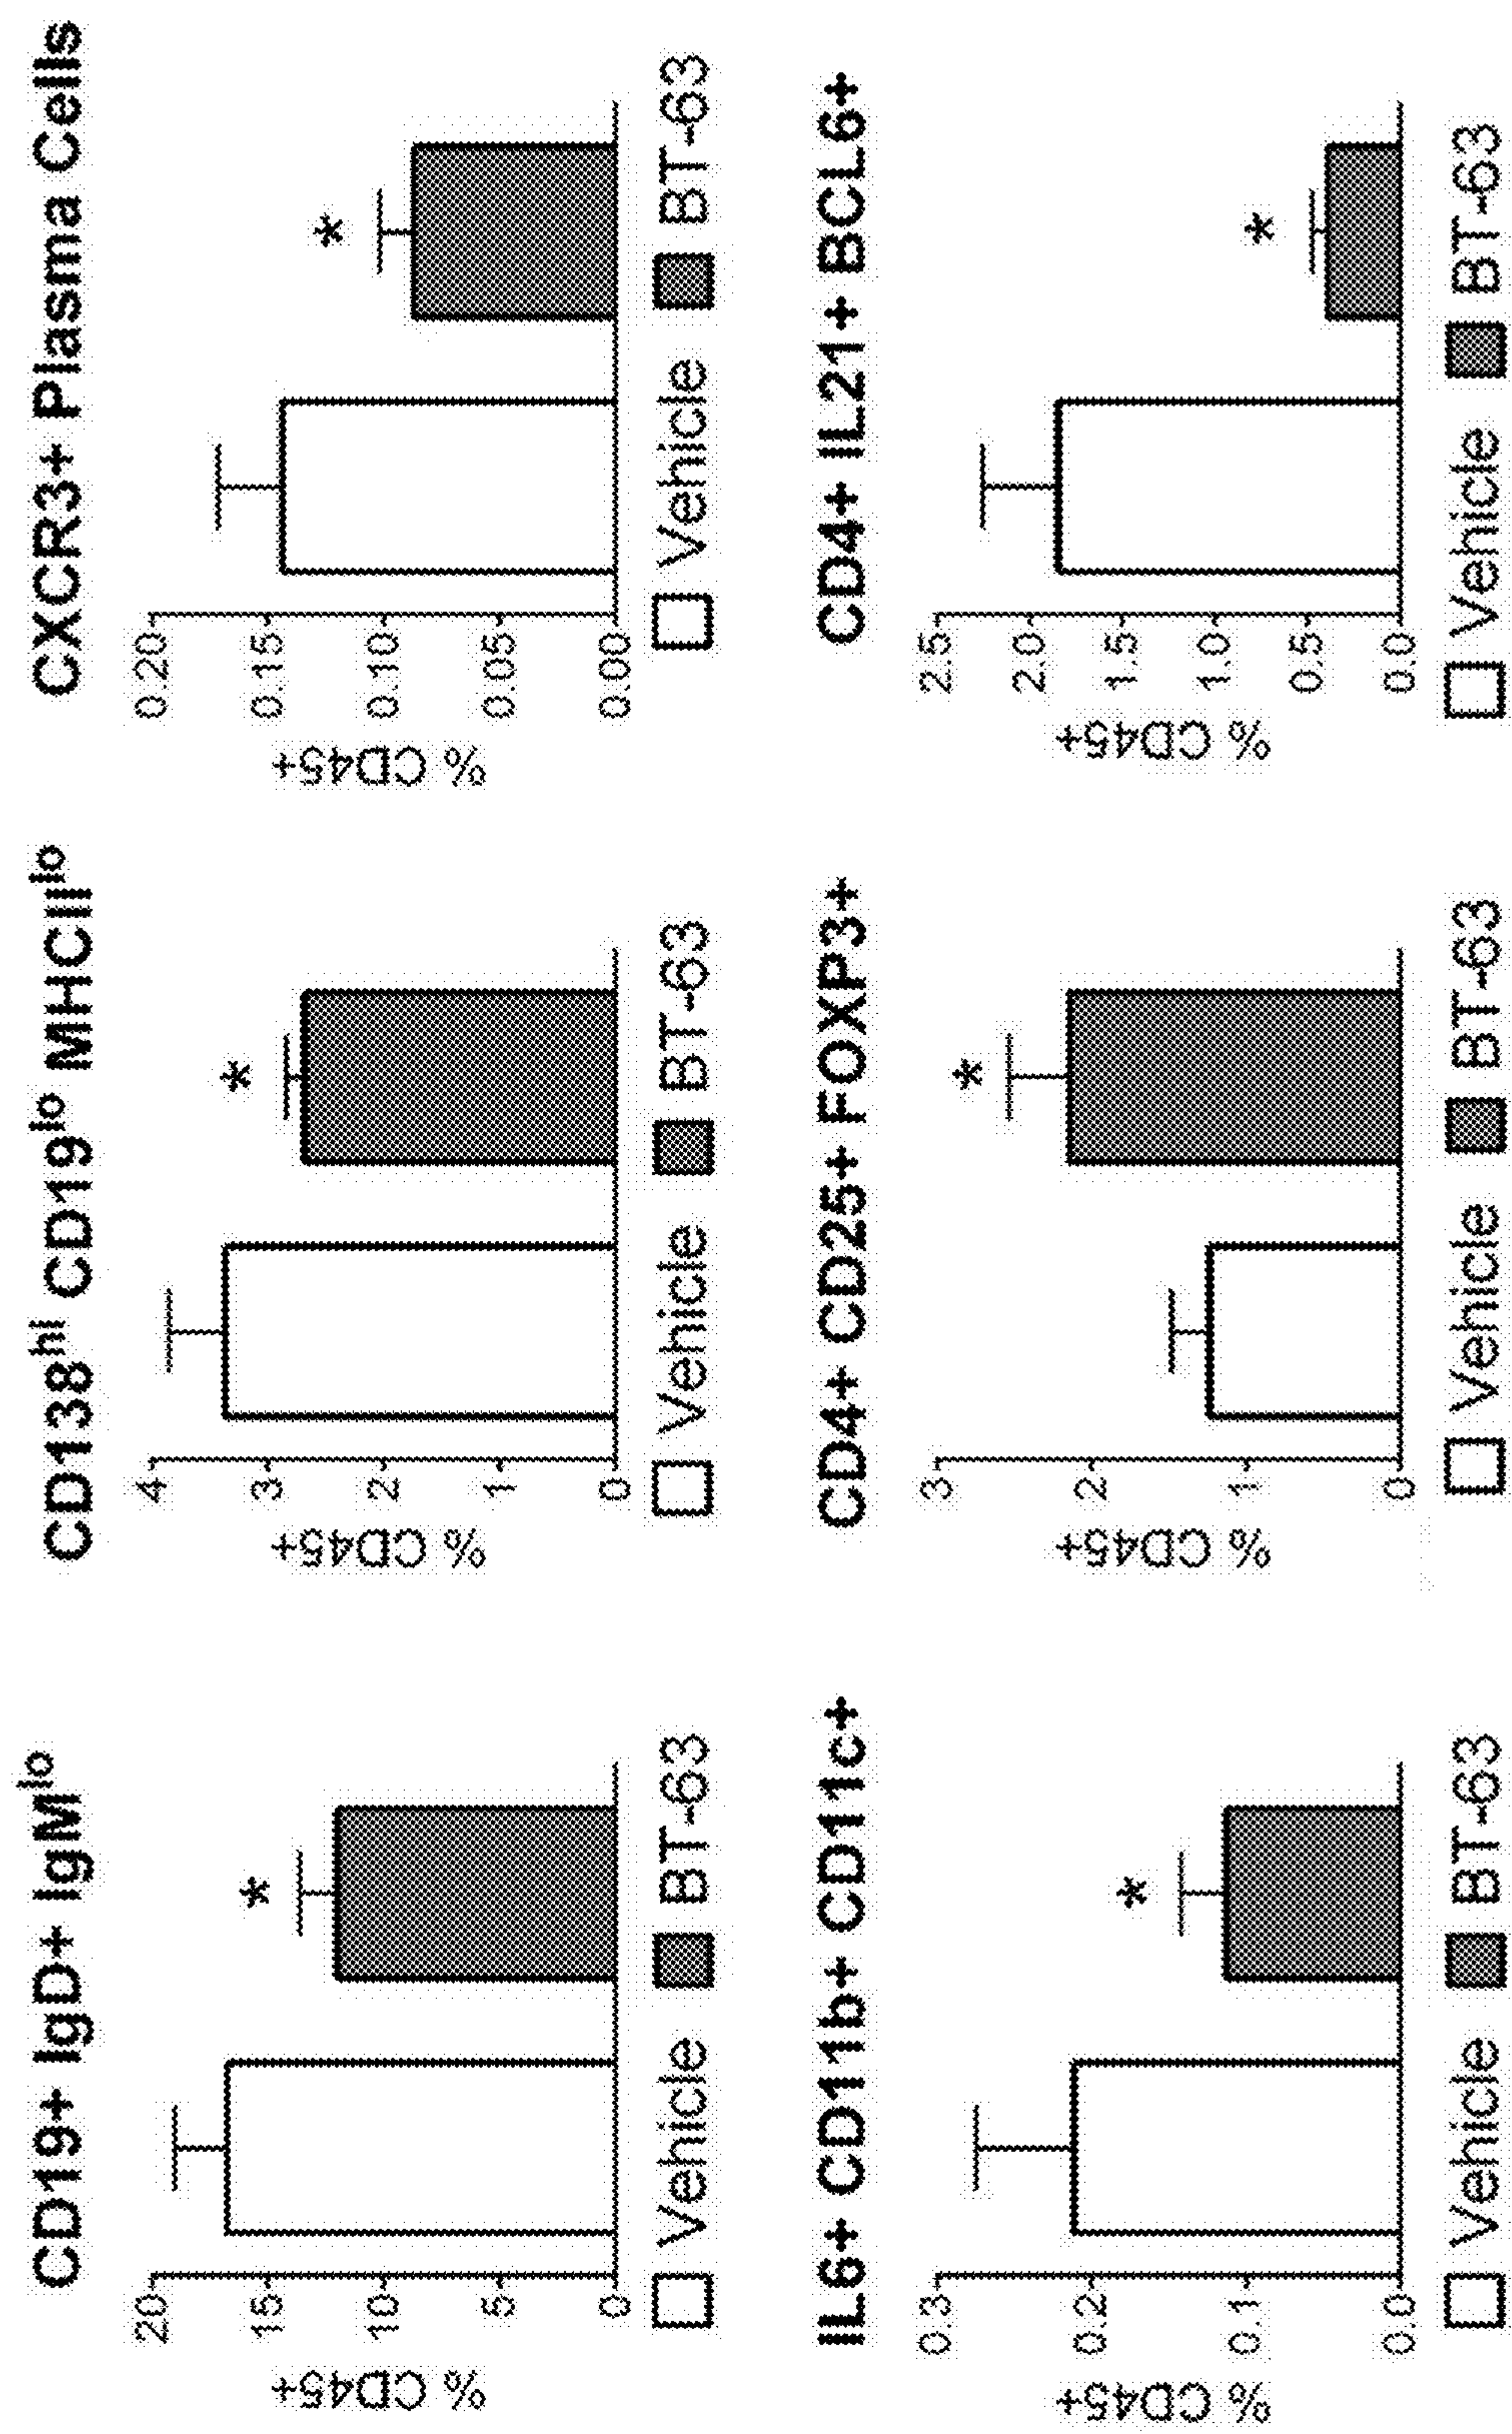 CD19+ IgD+ IgMlo
% CD45+
20
15
10
5
0
Vehicle BT-63
*
CD138hi CD19lo MHCIIlo
% CD45+
4
3
2
1
0
Vehicle BT-63
*
CXCR3+ Plasma Cells
% CD45+
0.20
0.15
0.10
0.05
0.00
Vehicle BT-63
*
IL6+ CD11b+ CD11c+
% CD45+
0.3
0.2
0.1
0.0
Vehicle BT-63
*
CD4+ CD25+ FOXP3+
% CD45+
3
2
1
0
Vehicle BT-63
*
CD4+ IL21+ BCL6+
% CD45+
2.5
2.0
1.5
1.0
0.5
0.0
Vehicle BT-63
*